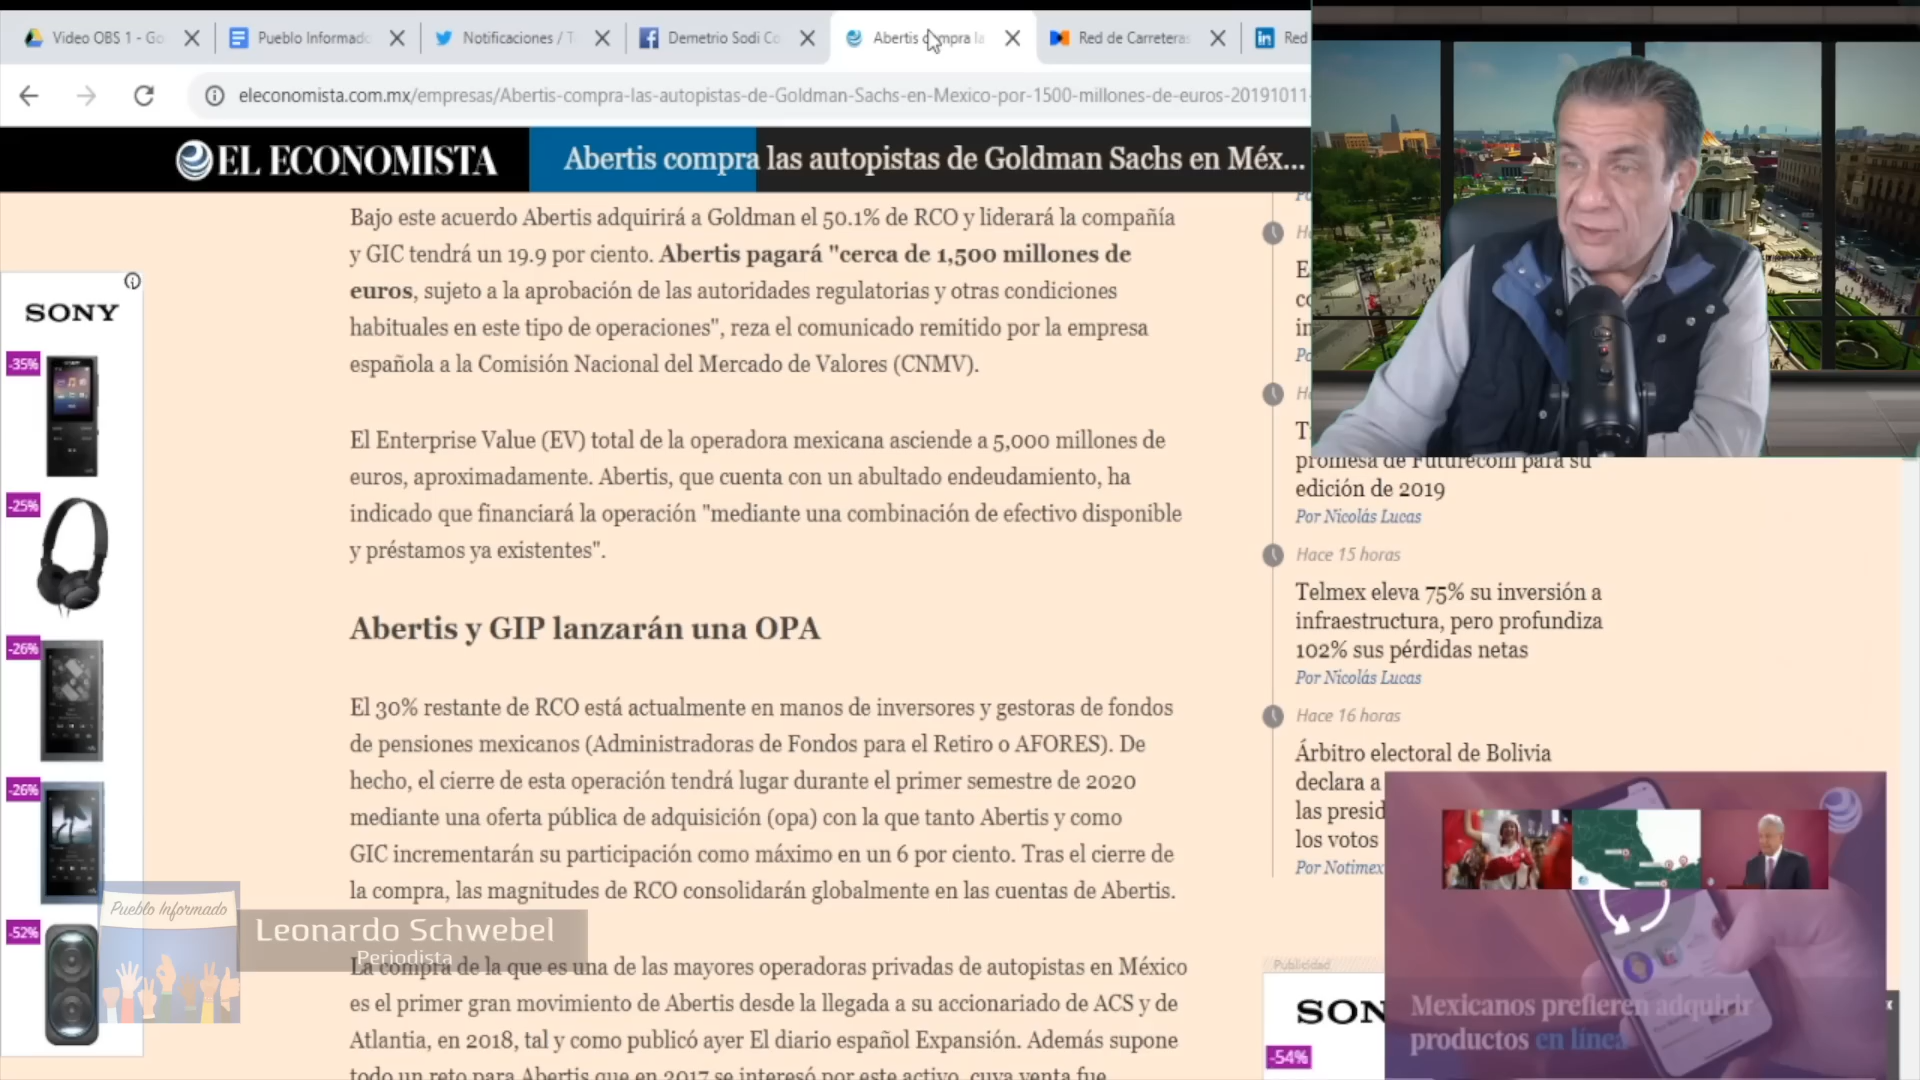 Video OBS 1 - Go
Pueblo Informado
Notificaciones / T
Demetrio Sodi Co
Abertis compra la
Red de Carretera
in Red
eleconomista.com.mx/empresas/Abertis-compra-las-autopistas-de-Goldman-Sachs-en-Mexico-por-1500-millones-de-euros-20191011-
EL ECONOMISTA
Abertis compra las autopistas de Goldman Sachs en Méx...
Bajo este acuerdo Abertis adquirirá a Goldman el 50.1% de RCO y liderará la compañía
y GIC tendrá un 19.9 por ciento. Abertis pagará "cerca de 1,500 millones de
euros, sujeto a la aprobación de las autoridades regulatorias y otras condiciones
habituales en este tipo de operaciones", reza el comunicado remitido por la empresa
española a la Comisión Nacional del Mercado de Valores (CNMV).
El Enterprise Value (EV) total de la operadora mexicana asciende a 5,000 millones de
euros, aproximadamente. Abertis, que cuenta con un abultado endeudamiento, ha
indicado que financiará la operación "mediante una combinación de efectivo disponible
y préstamos ya existentes".
Abertis y GIP lanzarán una OPA
El 30% restante de RCO está actualmente en manos de inversores y gestoras de fondos
de pensiones mexicanos (Administradoras de Fondos para el Retiro o AFORES). De
hecho, el cierre de esta operación tendrá lugar durante el primer semestre de 2020
mediante una oferta pública de adquisición (opa) con la que tanto Abertis y como
GIC incrementarán su participación como máximo en un 6 por ciento. Tras el cierre de
la compra, las magnitudes de RCO consolidarán globalmente en las cuentas de Abertis.
La compra de la que es una de las mayores operadoras privadas de autopistas en México
es el primer gran movimiento de Abertis desde la llegada a su accionariado de ACS y de
Atlantia, en 2018, tal y como publicó ayer El diario español Expansión. Además supone
todo un reto para Abertis que en 2017 se interesó por este activo, cuya venta fue
SONY
-35%
-25%
-26%
-26%
-52%
Pueblo Informado
Leonardo Schwebel
Periodista
promesa de Futurecom para su
edición de 2019
Por Nicolás Lucas
Hace 15 horas
Telmex eleva 75% su inversión a
infraestructura, pero profundiza
102% sus pérdidas netas
Por Nicolás Lucas
Hace 16 horas
Árbitro electoral de Bolivia
declara a
las presid
los votos
Por Notimex
Publicidad
SON
-54%
Mexicanos prefieren adquirir
productos en línea